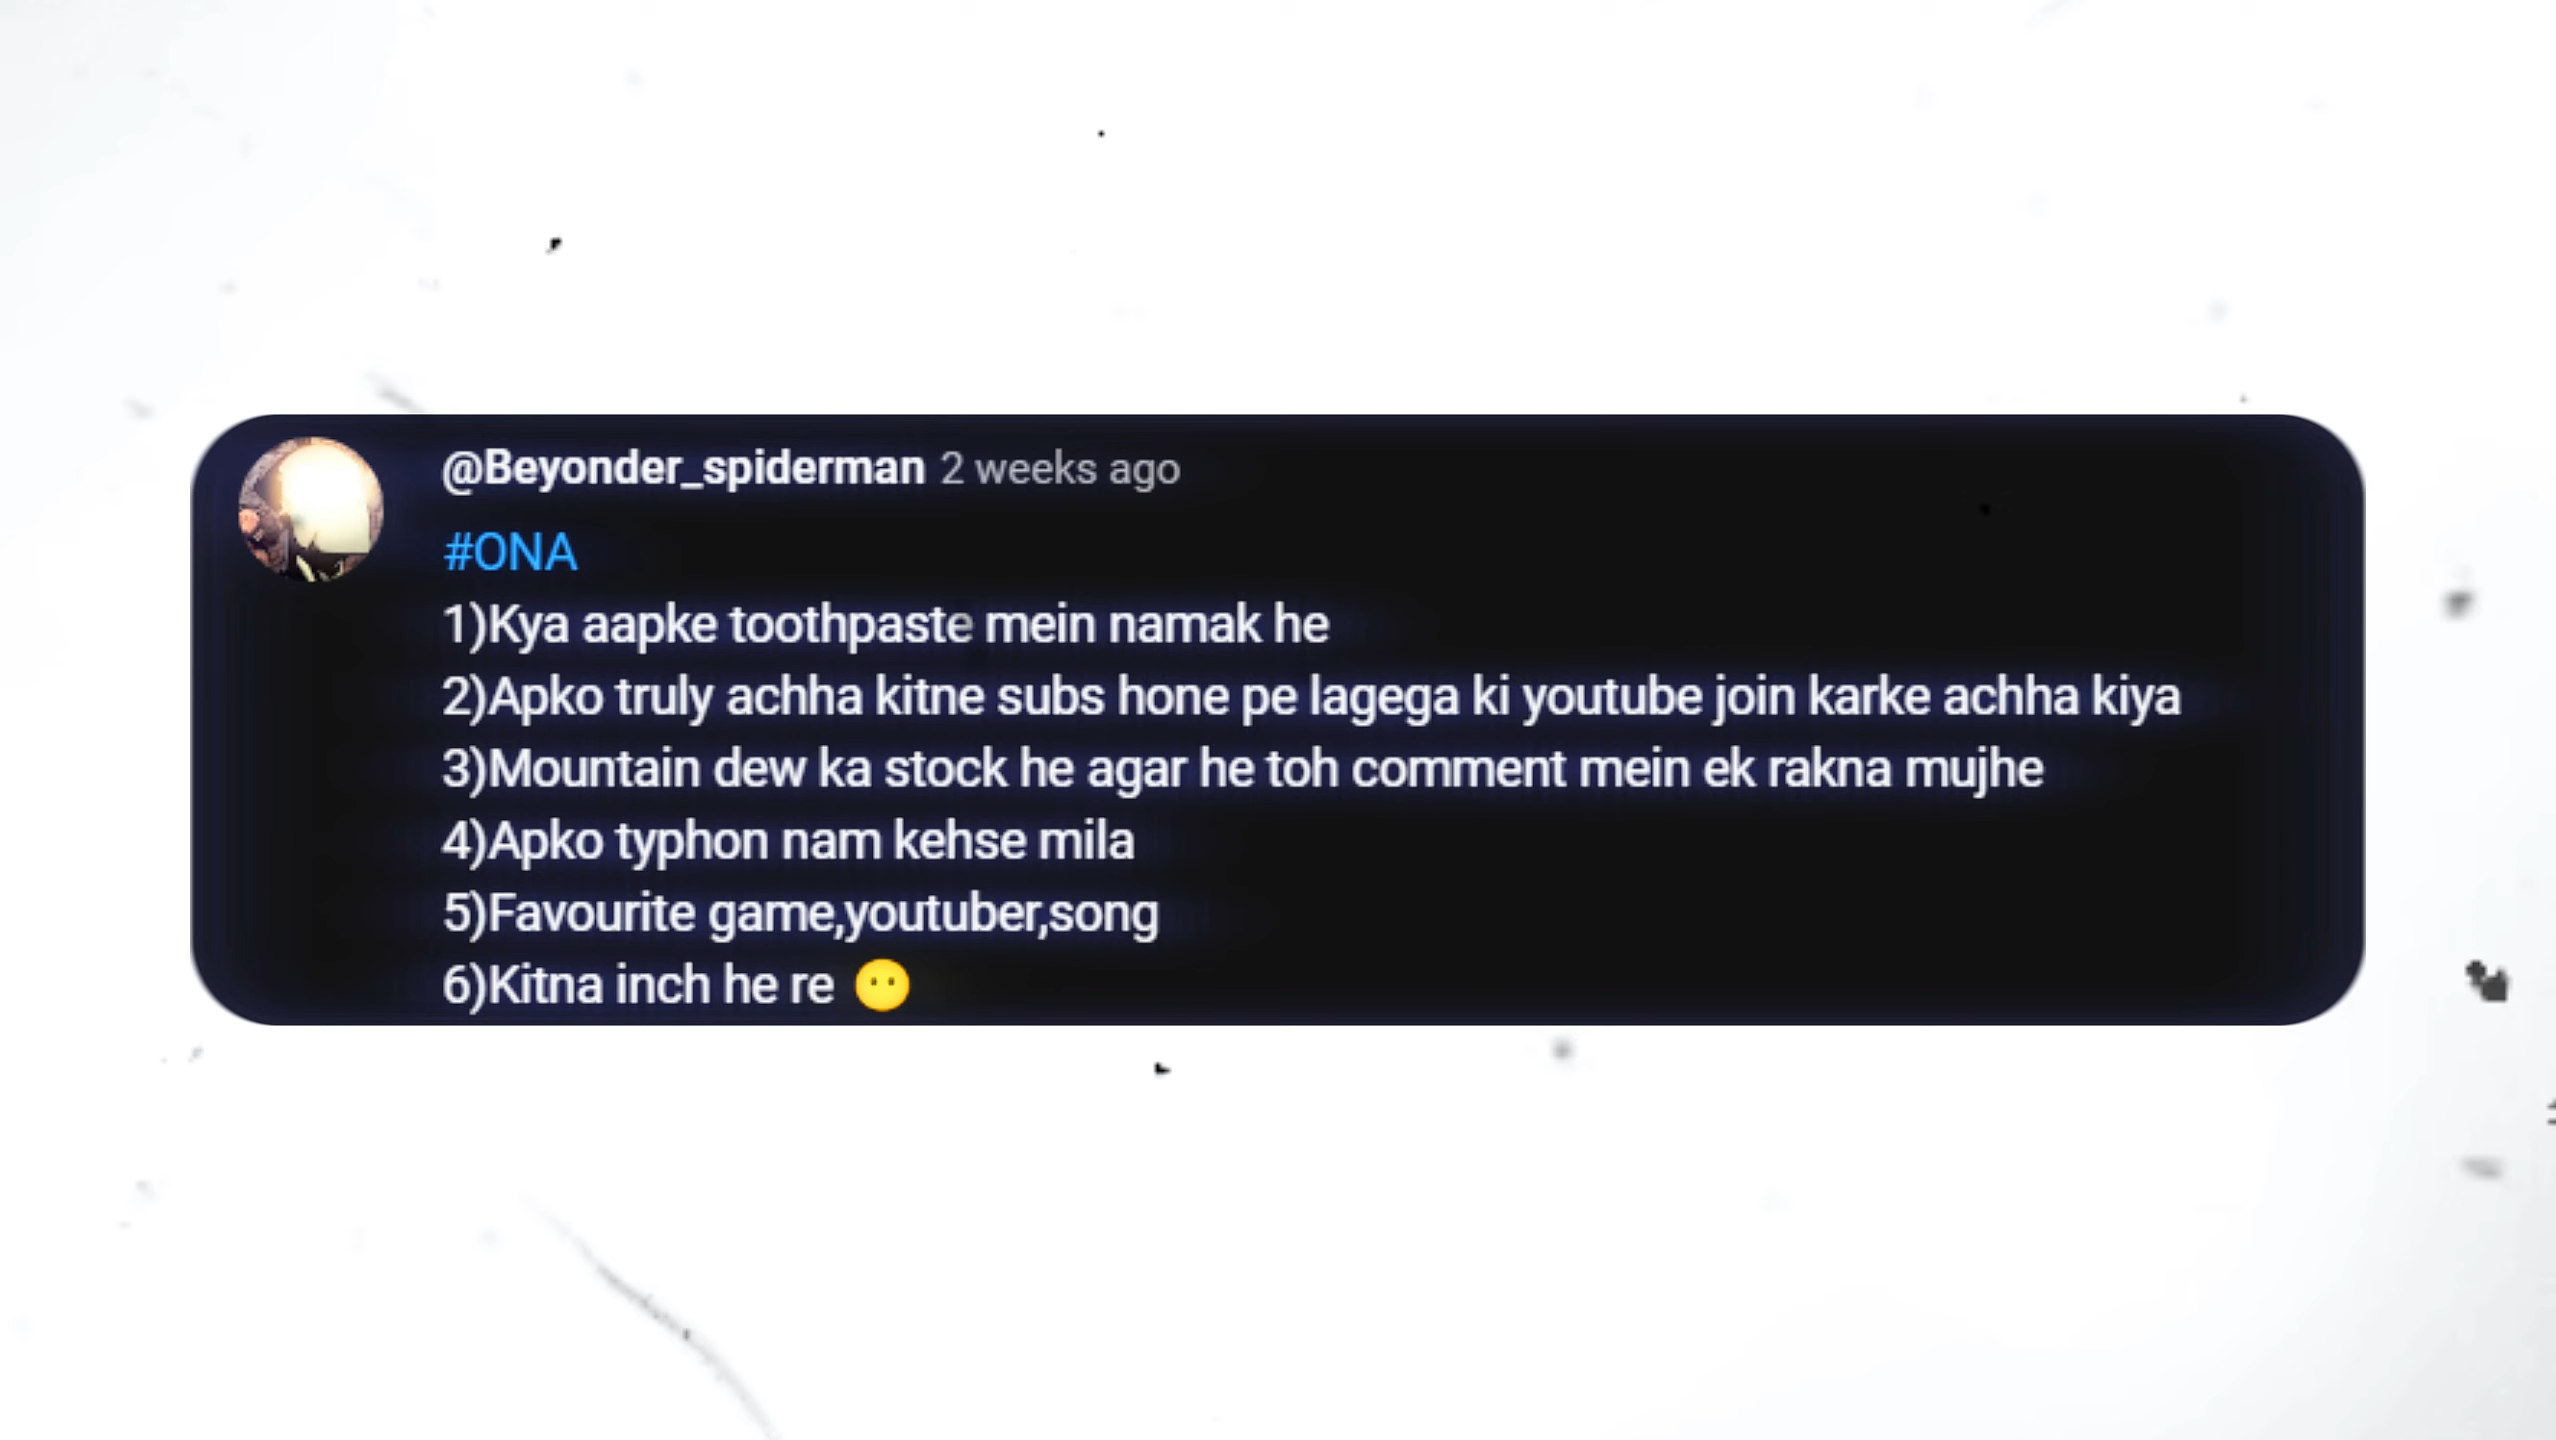 @Beyonder_spiderman 2 weeks ago
#ONA
1)Kya aapke toothpaste mein namak he
2)Apko truly achha kitne subs hone pe lagega ki youtube join karke achha kiya
3)Mountain dew ka stock he agar he toh comment mein ek rakna mujhe
4)Apko typhon nam kehse mila
5)Favourite game,youtuber,song
6)Kitna inch he re 😶